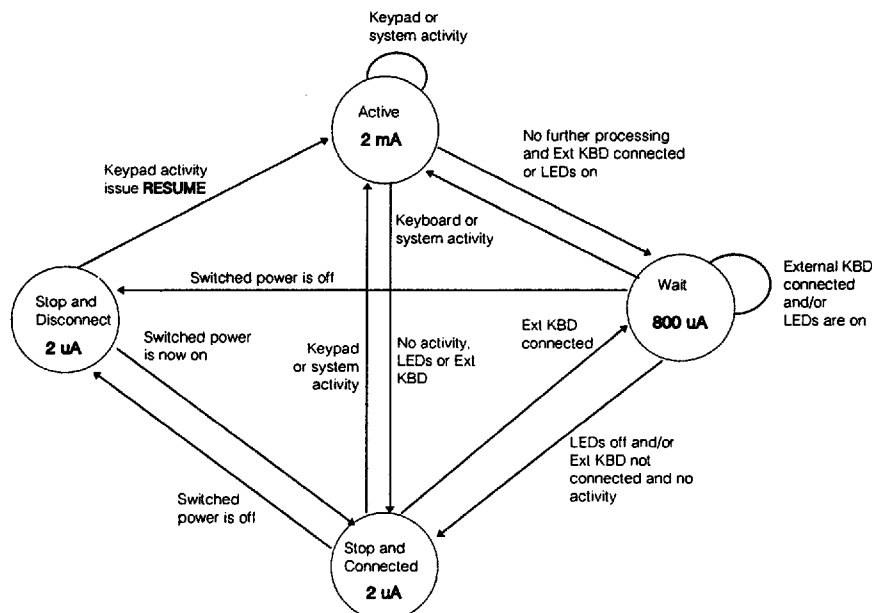 Keypad or
system activity
Active
2 mA
No further processing
and Ext KBD connected
or LEDs on
Keypad activity
issue RESUME
Keyboard or
system activity
Switched power is off
Stop and
Disconnect
2 uA
Wait
800 uA
External KBD
connected
and/or
LEDs are on
Switched power
is now on
Keypad
or system
activity
No activity,
LEDs or Ext
KBD
Ext KBD
connected
LEDs off and/or
Ext KBD not
connected and no
activity
Switched
power is off
Stop and
Connected
2 uA